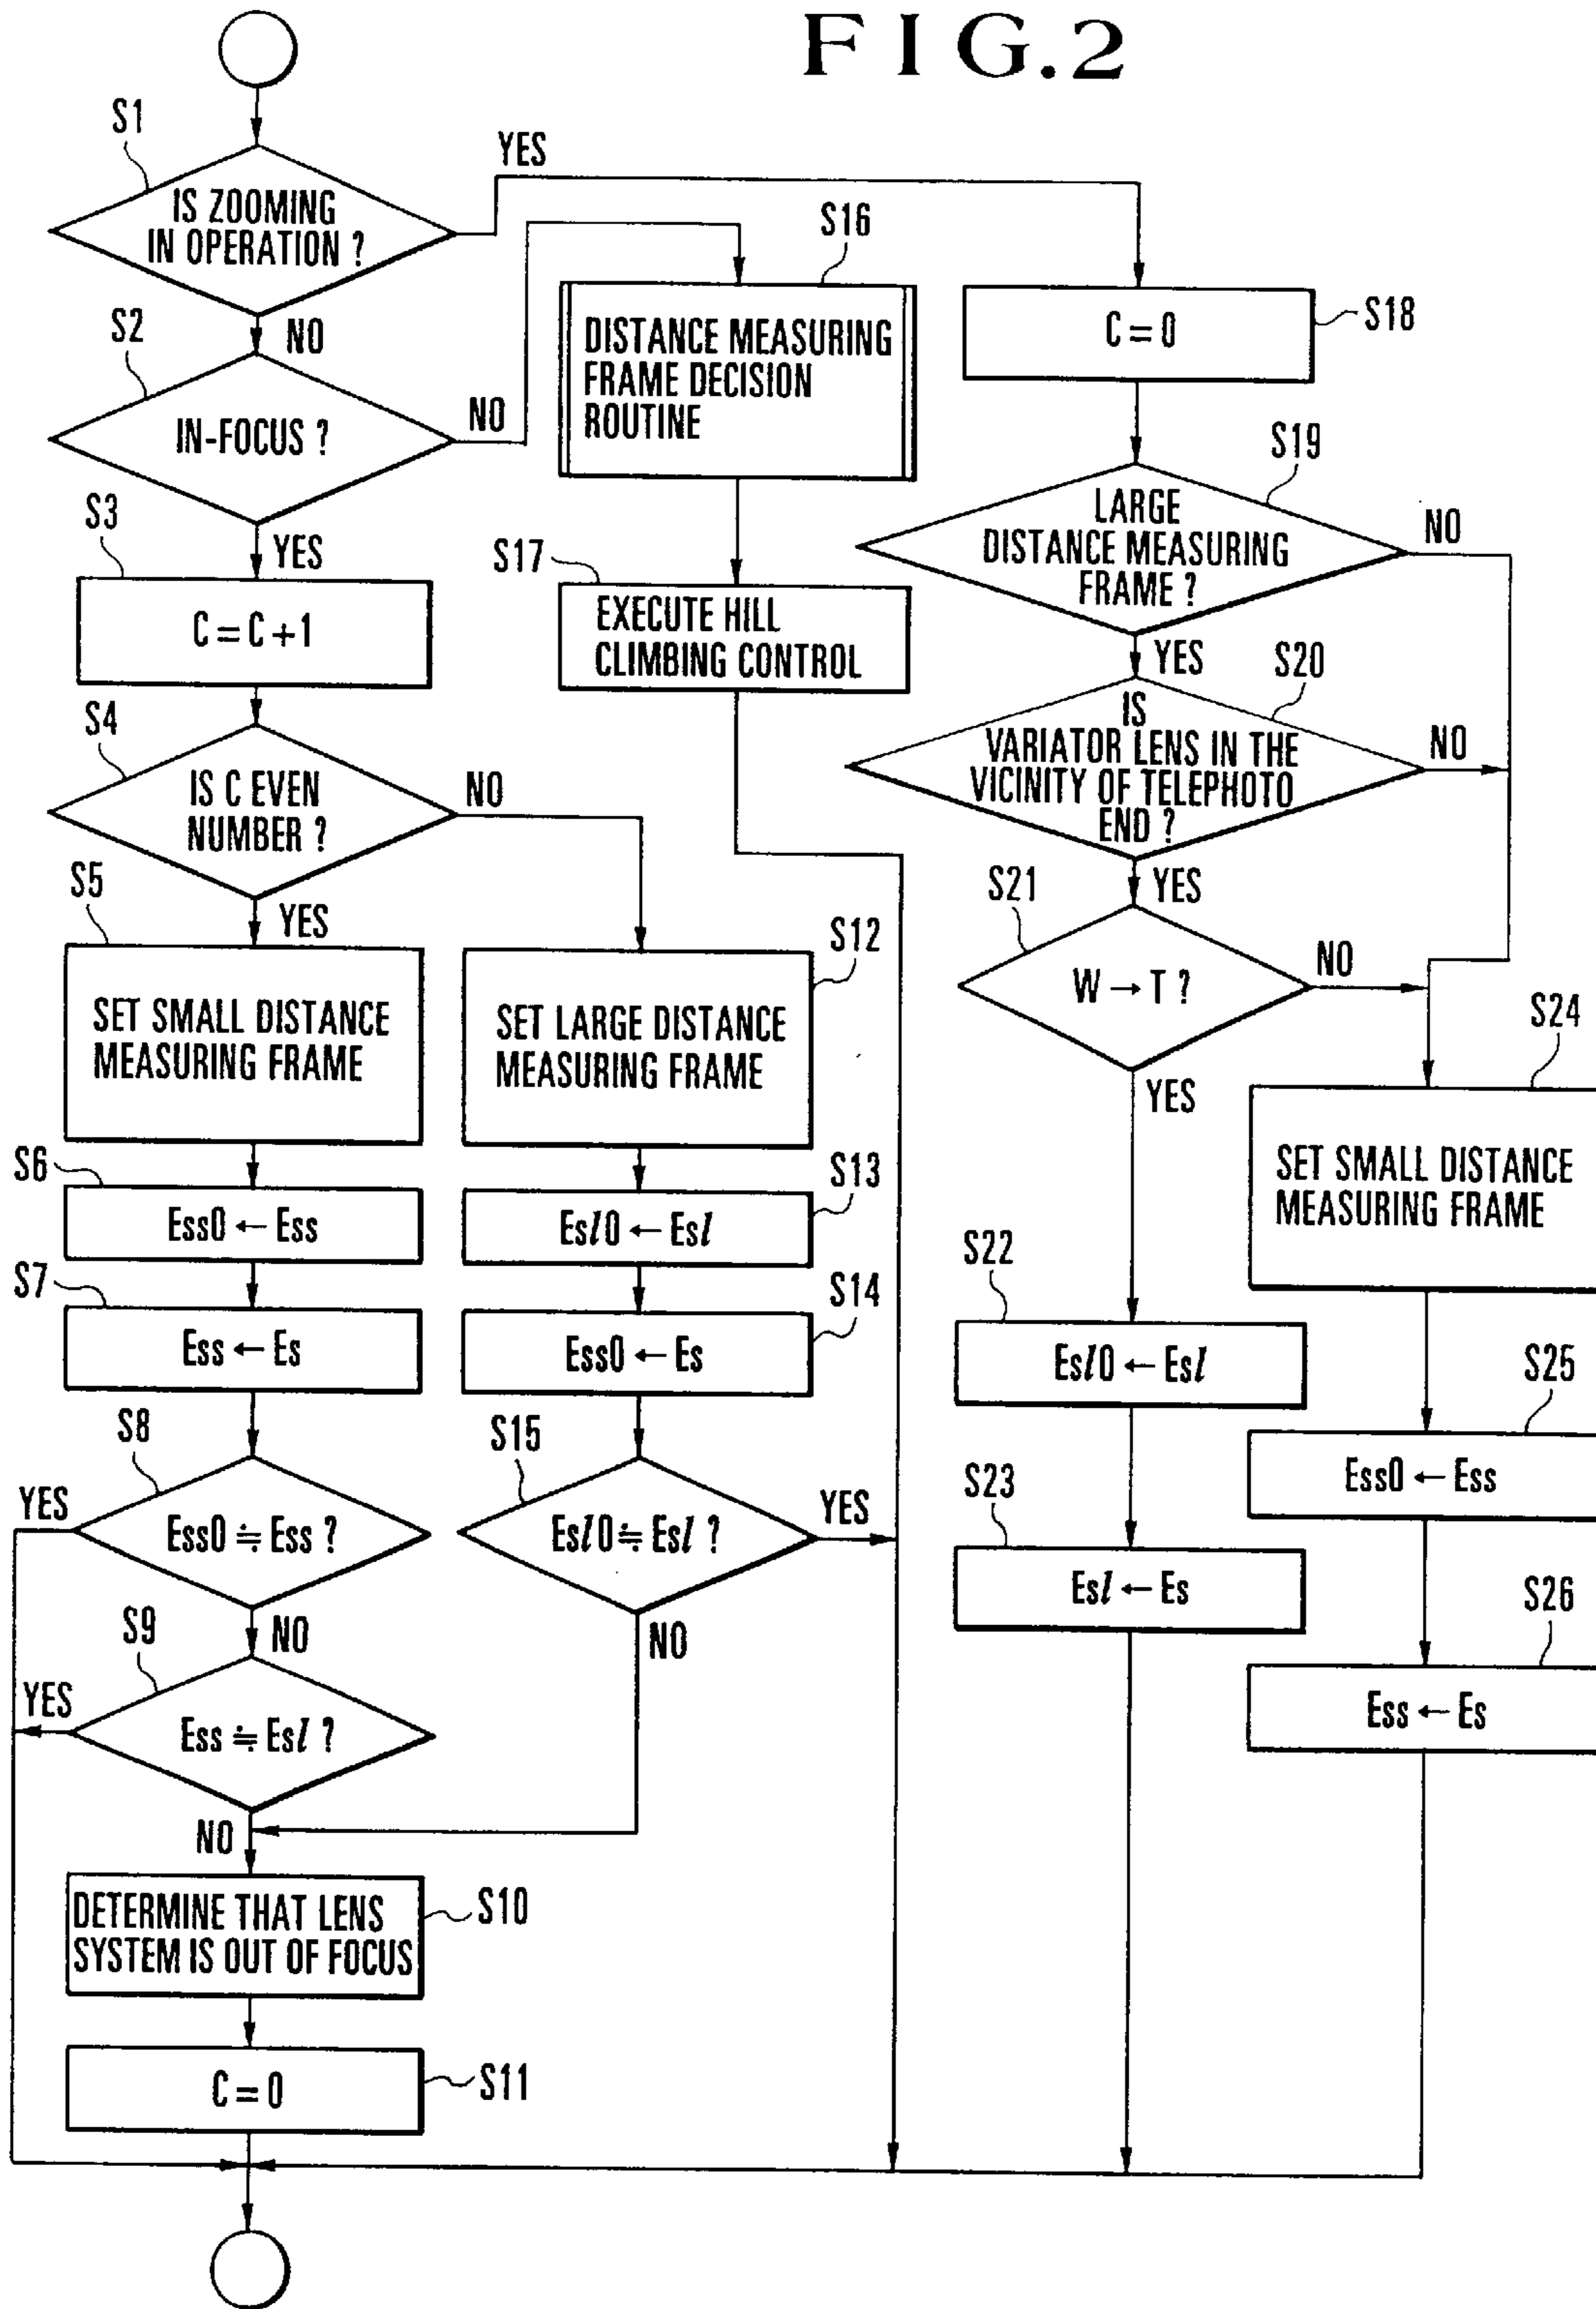 FIG.2
S1
IS ZOOMING
IN OPERATION ?
YES
NO
S2
IN-FOCUS ?
NO
YES
S3
C = C + 1
S4
IS C EVEN
NUMBER ?
NO
YES
S5
SET SMALL DISTANCE
MEASURING FRAME
S6
Ess0 ← Ess
S7
Ess ← Es
S8
Ess0 ≒ Ess ?
YES
NO
S9
Ess ≒ Esl ?
YES
NO
S10
DETERMINE THAT LENS
SYSTEM IS OUT OF FOCUS
S11
C = 0
S12
SET LARGE DISTANCE
MEASURING FRAME
S13
Esl0 ← Esl
S14
Ess0 ← Es
S15
Esl0 ≒ Esl ?
YES
NO
S16
DISTANCE MEASURING
FRAME DECISION
ROUTINE
S17
EXECUTE HILL
CLIMBING CONTROL
S18
C = 0
S19
LARGE
DISTANCE MEASURING
FRAME ?
NO
YES
S20
IS
VARIATOR LENS IN THE
VICINITY OF TELEPHOTO
END ?
NO
YES
S21
W → T ?
NO
YES
S22
Esl0 ← Esl
S23
Esl ← Es
S24
SET SMALL DISTANCE
MEASURING FRAME
S25
Ess0 ← Ess
S26
Ess ← Es